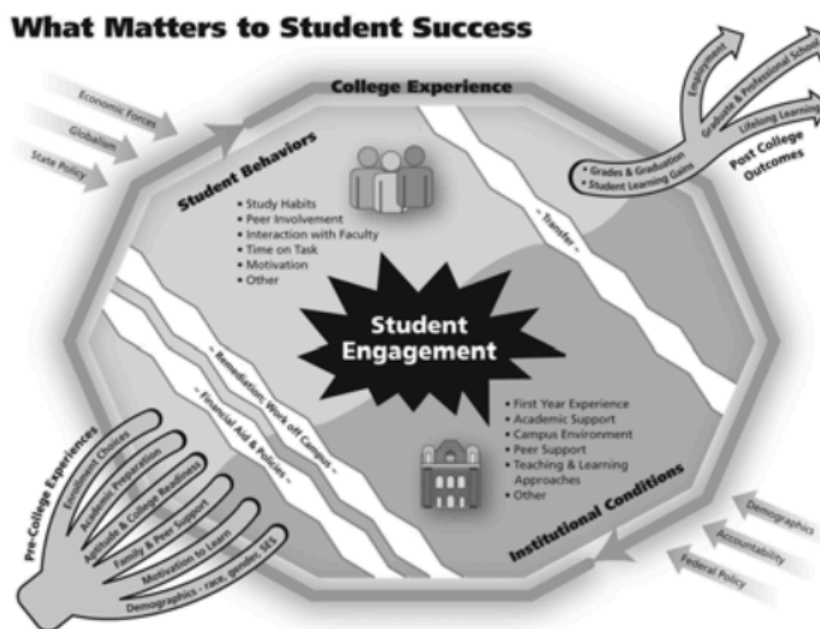 What Matters to Student Success
College Experience
Economic Forces
Globalism
State Policy
Student Behaviors
• Study Habits
• Peer Involvement
• Interaction with Faculty
• Time on Task
• Motivation
• Other
Employment
Graduate & Professional School
Lifelong Learning
Post College
Outcomes
• Grades & Graduation
• Student Learning Gains
~ Transfer ~
Student
Engagement
~ Remediation; Work off Campus ~
~ Financial Aid & Policies ~
• First Year Experience
• Academic Support
• Campus Environment
• Peer Support
• Teaching & Learning
Approaches
• Other
Institutional Conditions
Pre-College Experiences
Enrollment Choices
Academic Preparation
Aptitude & College Readiness
Family & Peer Support
Motivation to Learn
Demographics - race, gender, SES
Demographics
Accountability
Federal Policy